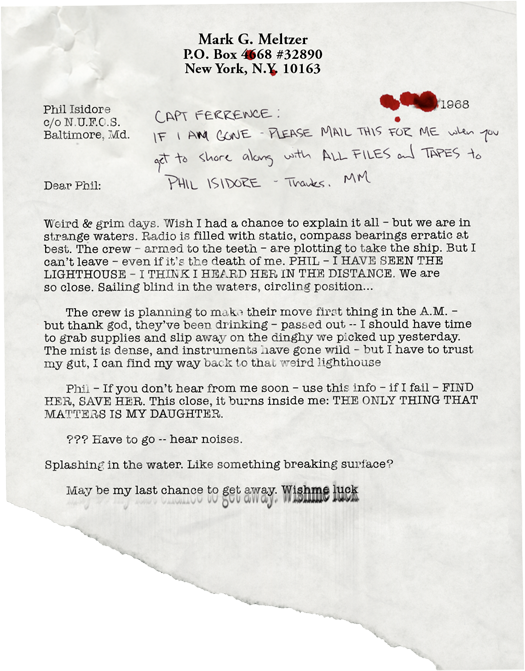 Mark G. Meltzer
P.O. Box 4668 #32890
New York, N.Y. 10163
Phil Isidore
c/o N.U.F.O.S.
Baltimore, Md.
1968
CAPT FERRENCE:
IF I AM GONE - PLEASE MAIL THIS FOR ME when you
get to shore along with ALL FILES and TAPES to
PHIL ISIDORE - Thanks. MM
Dear Phil:
Weird & grim days. Wish I had a chance to explain it all – but we are in
strange waters. Radio is filled with static, compass bearings erratic at
best. The crew – armed to the teeth – are plotting to take the ship. But I
can't leave – even if it's the death of me. PHIL – I HAVE SEEN THE
LIGHTHOUSE – I THINK I HEARD HER IN THE DISTANCE. We are
so close. Sailing blind in the waters, circling position...
The crew is planning to make their move first thing in the A.M. –
but thank god, they've been drinking – passed out -- I should have time
to grab supplies and slip away on the dinghy we picked up yesterday.
The mist is dense, and instruments have gone wild – but I have to trust
my gut, I can find my way back to that weird lighthouse
Phil – If you don't hear from me soon – use this info – if I fail – FIND
HER, SAVE HER. This close, it burns inside me: THE ONLY THING THAT
MATTERS IS MY DAUGHTER.
??? Have to go -- hear noises.
Splashing in the water. Like something breaking surface?
May be my last chance to get away. Wishme luck